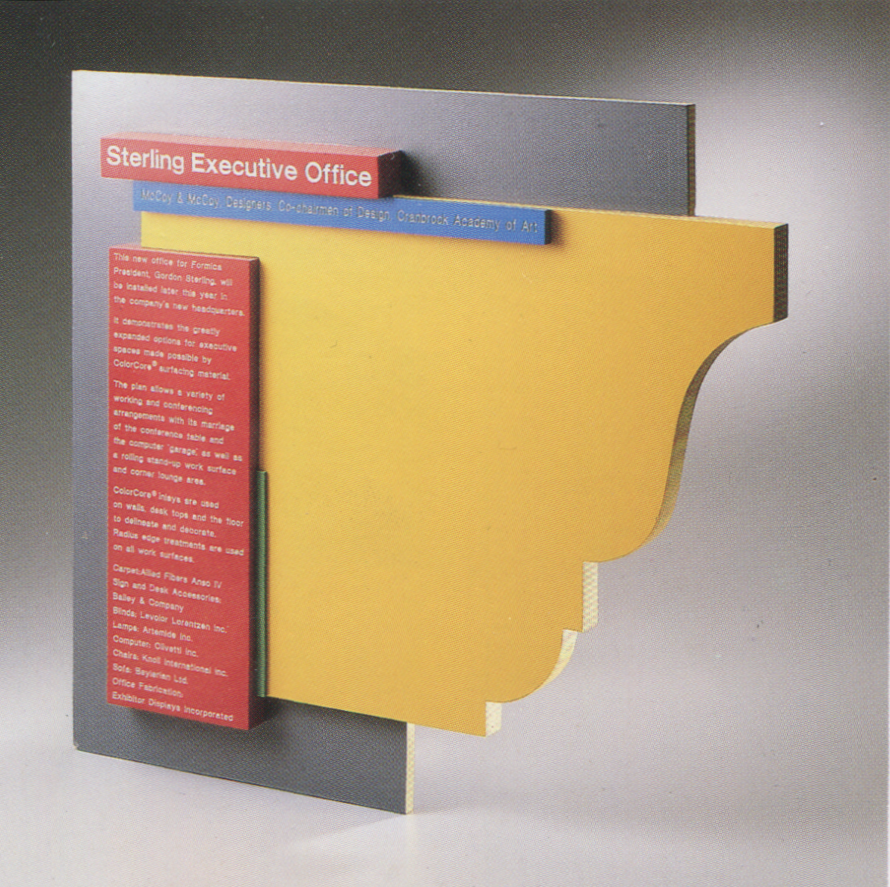 Sterling Executive Office
McCoy & McCoy, Designers, Co-chairmen of Design, Cranbrook Academy of Art
This new office for Formica
President, Gordon Sterling, will
be installed later this year in
the company's new headquarters.
It demonstrates the greatly
expanded options for executive
spaces made possible by
ColorCore® surfacing material.
The plan allows a variety of
working and conferencing
arrangements with its marriage
of the conference table and
the computer 'garage', as well as
a rolling stand-up work surface
and corner lounge area.
ColorCore® inlays are used
on walls, desk tops and the floor
to delineate and decorate.
Radius edge treatments are used
on all work surfaces.
Carpet: Allied Fibers Anso IV
Sign and Desk Accessories:
Bailey & Company
Blinds: Levolor Lorentzen Inc.
Lamps: Artemide Inc.
Computer: Olivetti Inc.
Chairs: Knoll International Inc.
Sofa: Beylerian Ltd.
Office Fabrication:
Exhibitor Displays Incorporated